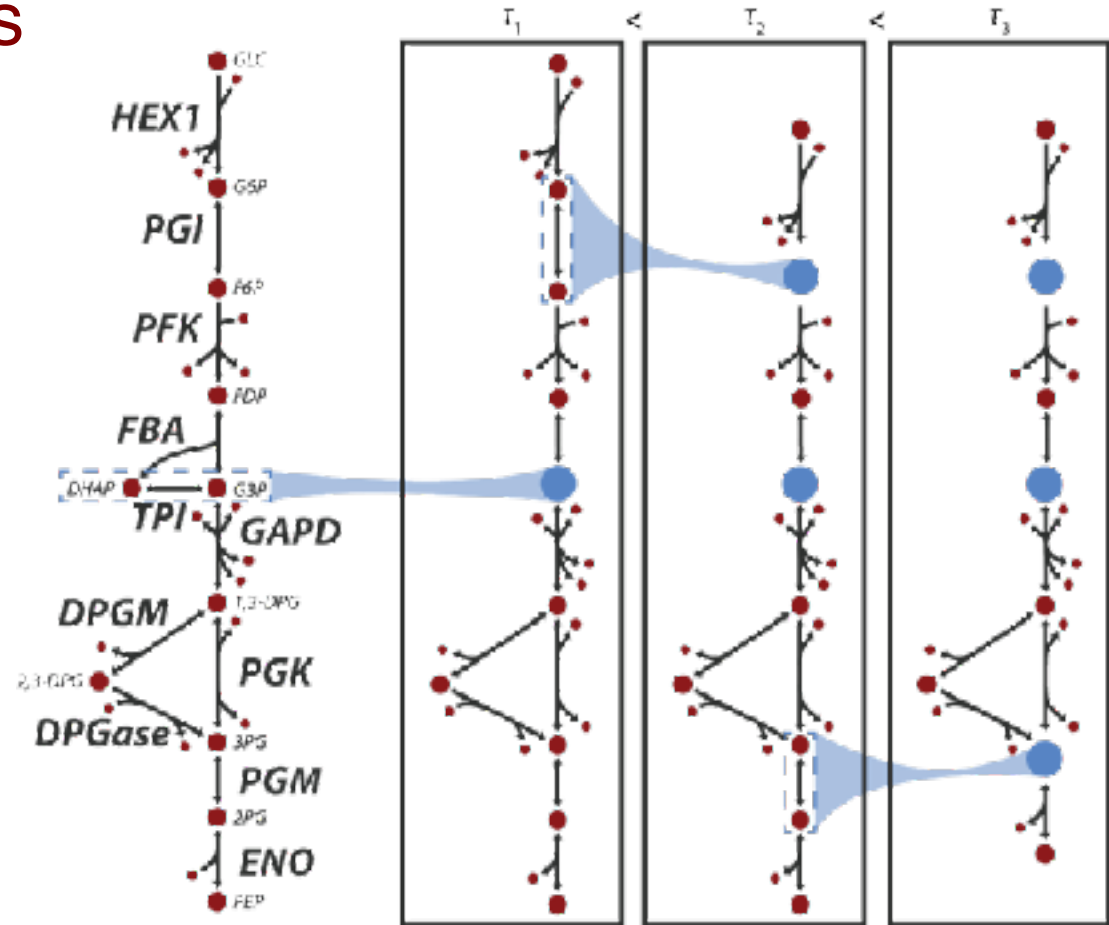 s
T1 < T2 < T3
GLC
HEX1
G6P
PGI
F6P
PFK
FDP
FBA
DHAP
G3P
TPI
GAPD
1,3-DPG
DPGM
2,3-DPG
PGK
DPGase
3PG
PGM
2PG
ENO
PEP